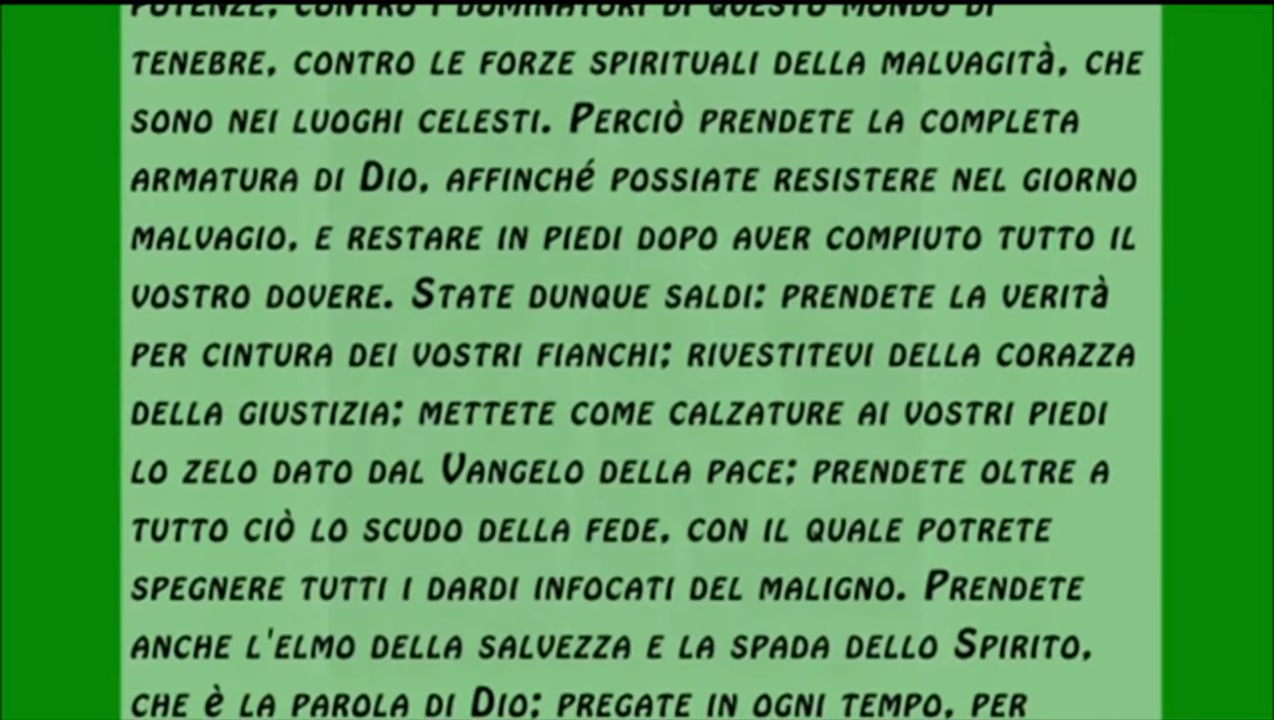 POTENZE, CONTRO I DOMINATORI DI QUESTO MONDO DI
TENEBRE, CONTRO LE FORZE SPIRITUALI DELLA MALVAGITÀ, CHE
SONO NEI LUOGHI CELESTI. PERCIÒ PRENDETE LA COMPLETA
ARMATURA DI DIO, AFFINCHÉ POSSIATE RESISTERE NEL GIORNO
MALVAGIO, E RESTARE IN PIEDI DOPO AVER COMPIUTO TUTTO IL
VOSTRO DOVERE. STATE DUNQUE SALDI: PRENDETE LA VERITÀ
PER CINTURA DEI VOSTRI FIANCHI; RIVESTITEVI DELLA CORAZZA
DELLA GIUSTIZIA; METTETE COME CALZATURE AI VOSTRI PIEDI
LO ZELO DATO DAL VANGELO DELLA PACE; PRENDETE OLTRE A
TUTTO CIÒ LO SCUDO DELLA FEDE, CON IL QUALE POTRETE
SPEGNERE TUTTI I DARDI INFOCATI DEL MALIGNO. PRENDETE
ANCHE L'ELMO DELLA SALVEZZA E LA SPADA DELLO SPIRITO,
CHE È LA PAROLA DI DIO; PREGATE IN OGNI TEMPO, PER